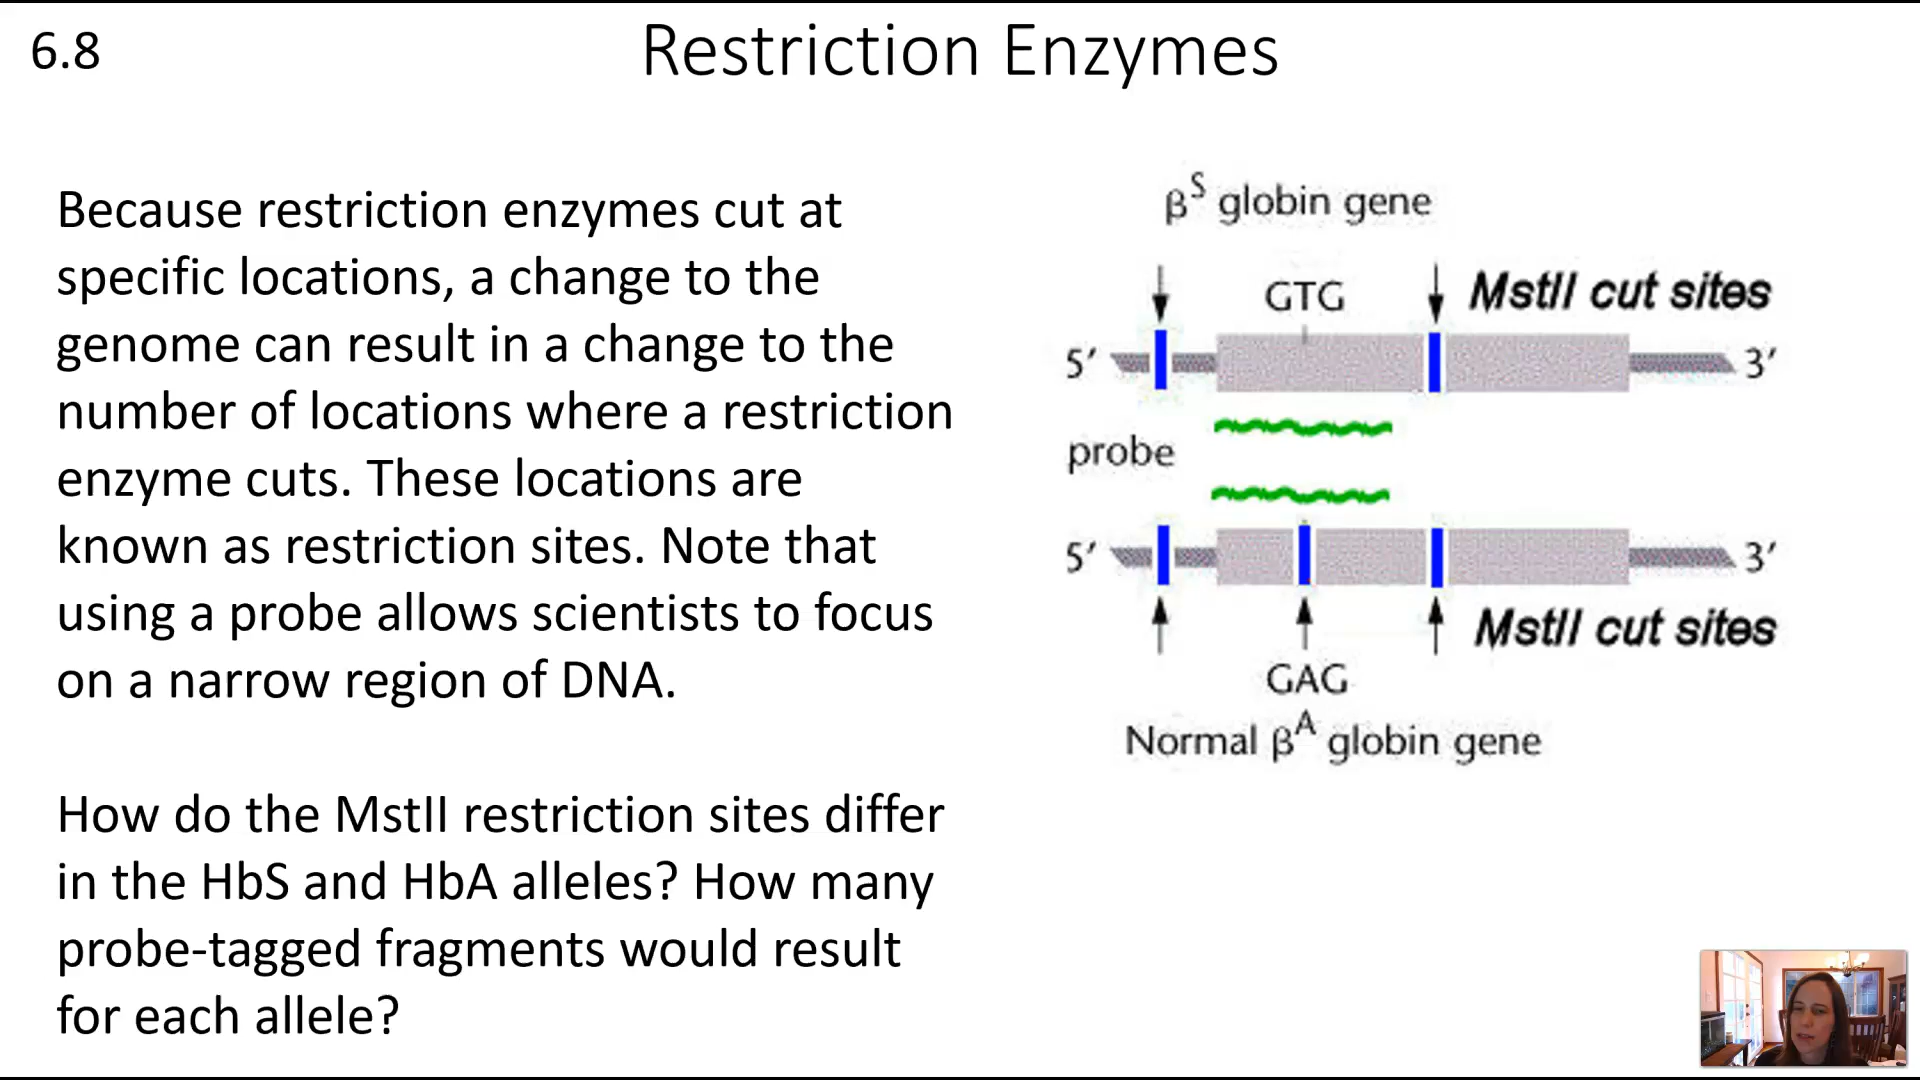 6.8
Restriction Enzymes
Because restriction enzymes cut at
specific locations, a change to the
genome can result in a change to the
number of locations where a restriction
enzyme cuts. These locations are
known as restriction sites. Note that
using a probe allows scientists to focus
on a narrow region of DNA.
How do the MstII restriction sites differ
in the HbS and HbA alleles? How many
probe-tagged fragments would result
for each allele?
βS globin gene
GTG
MstII cut sites
5′
3′
probe
5′
3′
MstII cut sites
GAG
Normal βA globin gene